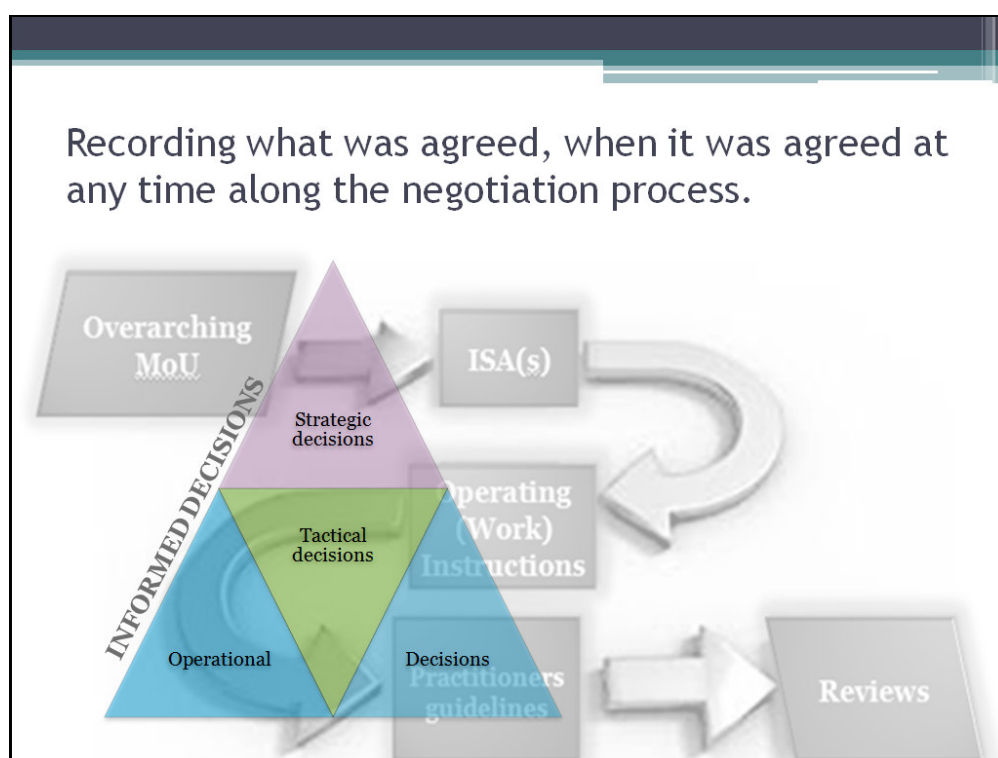 Recording what was agreed, when it was agreed at
any time along the negotiation process.
Overarching
MoU
ISA(s)
INFORMED DECISIONS
Strategic
decisions
Operating
(Work)
Instructions
Tactical
decisions
Operational
Decisions
Practitioners
guidelines
Reviews